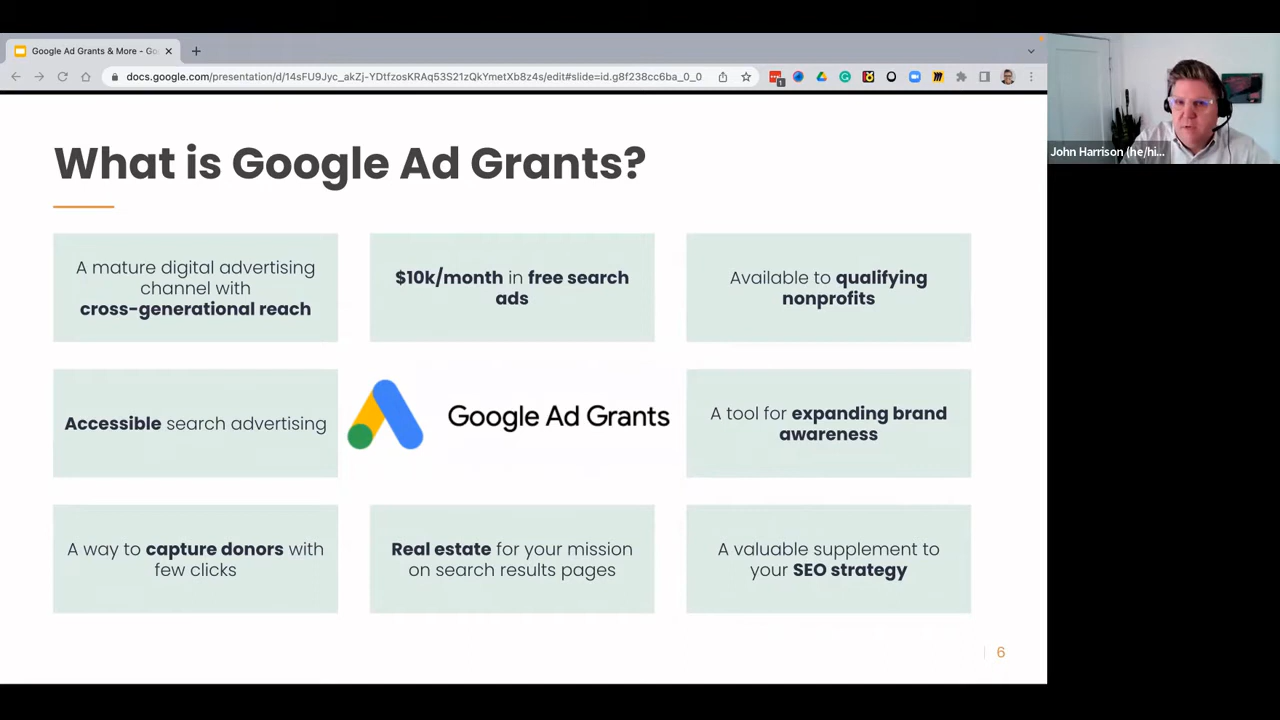 Google Ad Grants & More - Go
docs.google.com/presentation/d/14sFU9Jyc_akZj-YDtfzosKRAq53S21zQkYmetXb8z4s/edit#slide=id.g8f238cc6ba_0_0
1
John Harrison (he/hi...
What is Google Ad Grants?
A mature digital advertising
channel with
cross-generational reach
$10k/month in free search
ads
Available to qualifying
nonprofits
Accessible search advertising
Google Ad Grants
A tool for expanding brand
awareness
A way to capture donors with
few clicks
Real estate for your mission
on search results pages
A valuable supplement to
your SEO strategy
6